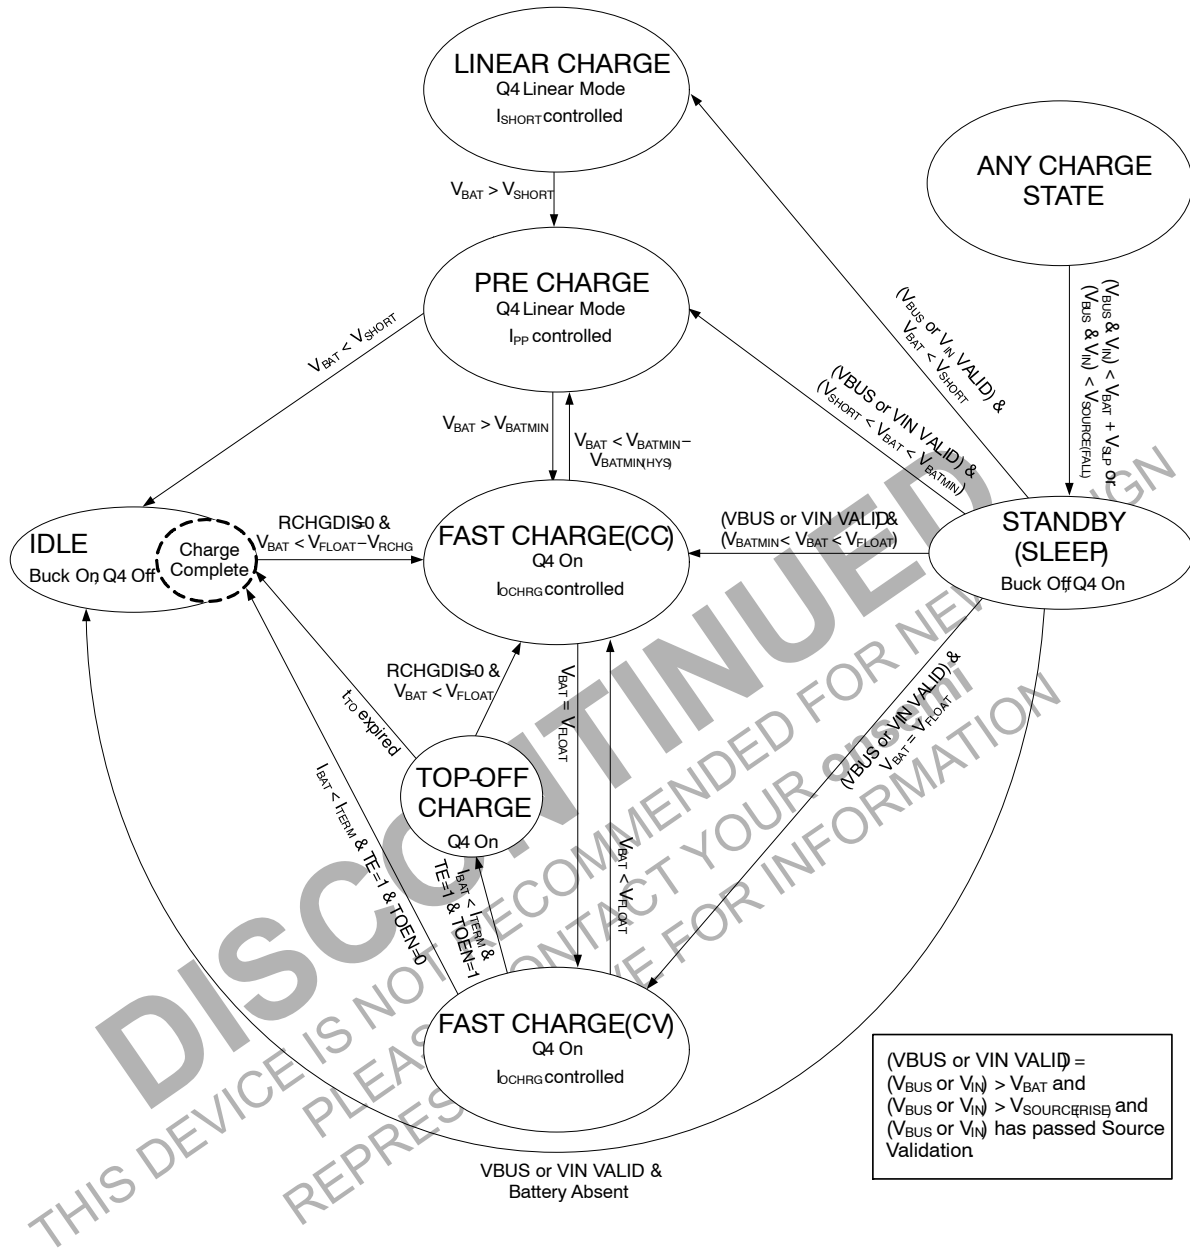 LINEAR CHARGE
Q4 Linear Mode
ISHORT controlled
VBAT > VSHORT
ANY CHARGE
STATE
PRE CHARGE
Q4 Linear Mode
IPP controlled
VBAT < VSHORT
(VBUS or VIN VALID) &
VBAT < VSHORT
(VBUS & VIN) < VBAT + VSLP or
(VBUS & VIN) < VSOURCE(FALL)
(VBUS or VIN VALID) &
(VSHORT < VBAT < VBATMIN)
VBAT > VBATMIN
VBAT < VBATMIN–
VBATMIN(HYS)
IDLE
Buck On, Q4 Off
Charge
Complete
RCHGDIS=0 &
VBAT < VFLOAT–VRCHG
FAST CHARGE(CC)
Q4 On
IOCHRG
controlled
(VBUS or VIN VALID) &
(VBATMIN< VBAT < VFLOAT)
STANDBY
(SLEEP)
Buck Off, Q4 On
RCHGDIS=0 &
VBAT < VFLOAT
tTO expired
VBAT = VFLOAT
(VBUS or VIN VALID) &
VBAT = VFLOAT
TOP–OFF
CHARGE
Q4 On
IBAT < ITERM & TE=1 & TOEN=0
IBAT < ITERM &
TE=1 & TOEN=1
VBAT < VFLOAT
FAST CHARGE(CV)
Q4 On
IOCHRG controlled
VBUS or VIN VALID &
Battery Absent
(VBUS or VIN VALID) =
(VBUS or VIN) > VBAT and
(VBUS or VIN) > VSOURCE(RISE) and
(VBUS or VIN) has passed Source
Validation.
DISCONTINUED
THIS DEVICE IS NOT RECOMMENDED FOR NEW DESIGN
PLEASE CONTACT YOUR onsemi
REPRESENTATIVE FOR INFORMATION